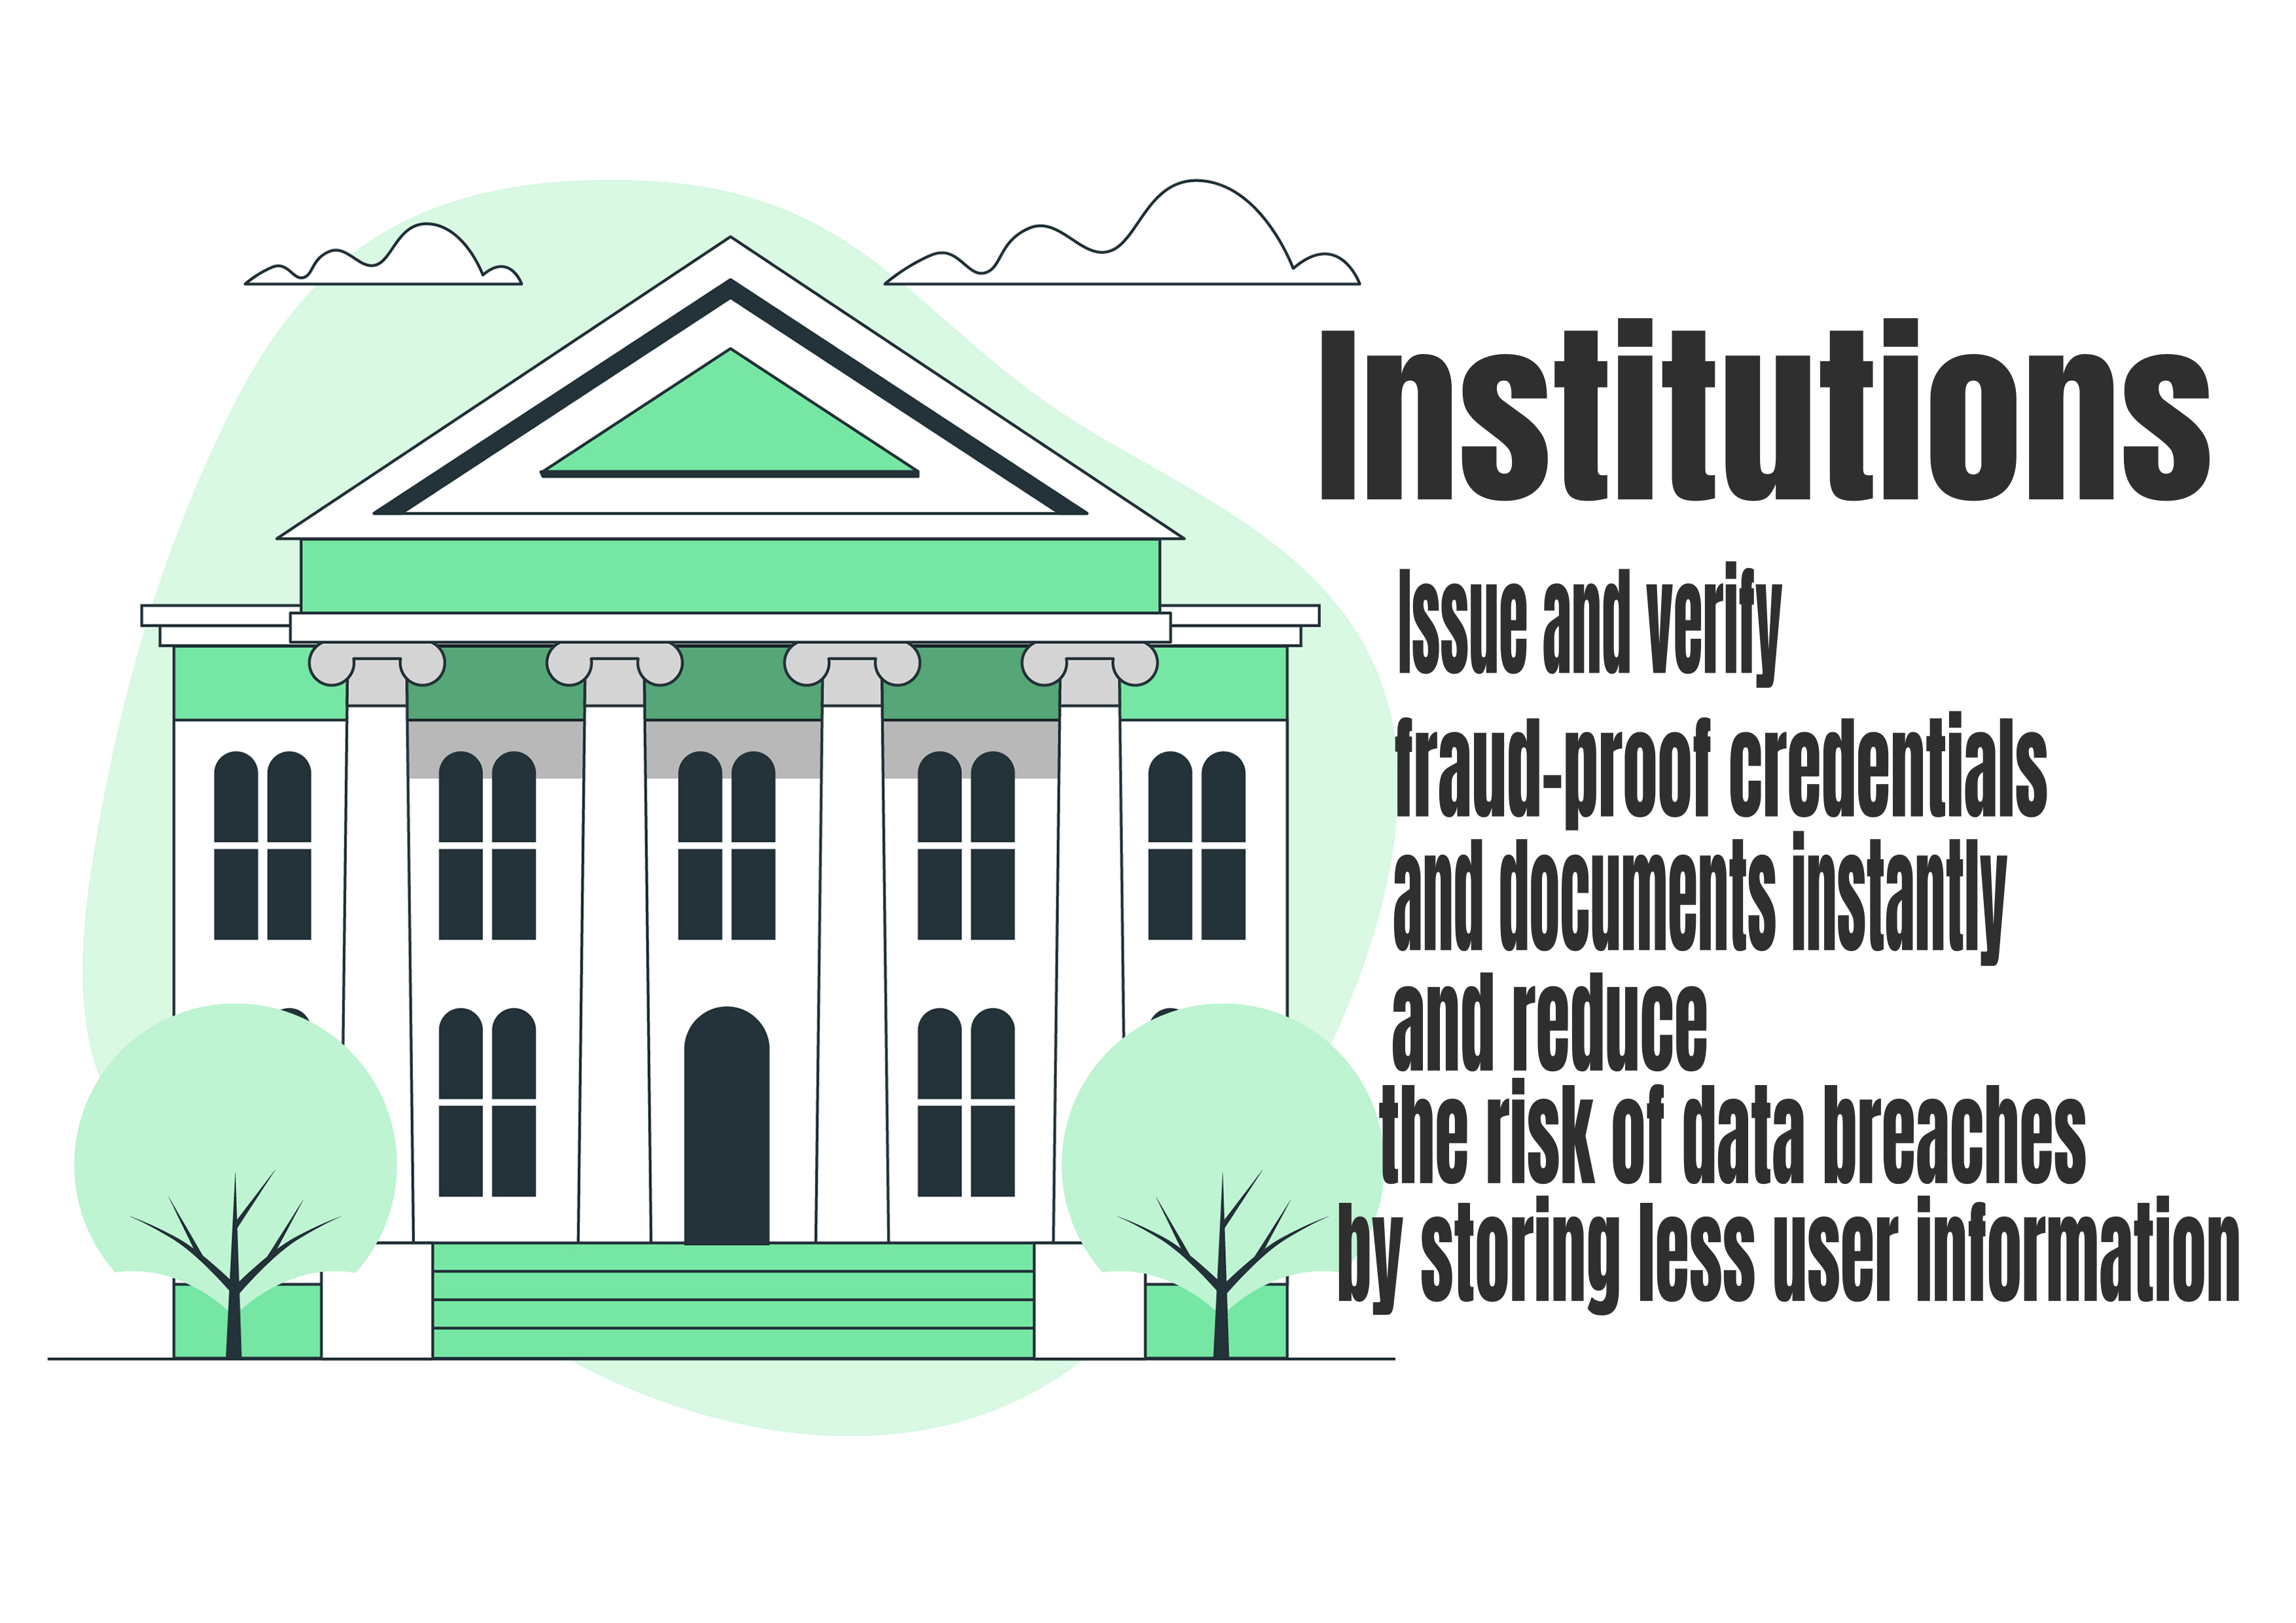 Institutions
Issue and verify
fraud-proof credentials
and documents instantly
and reduce
the risk of data breaches
by storing less user information